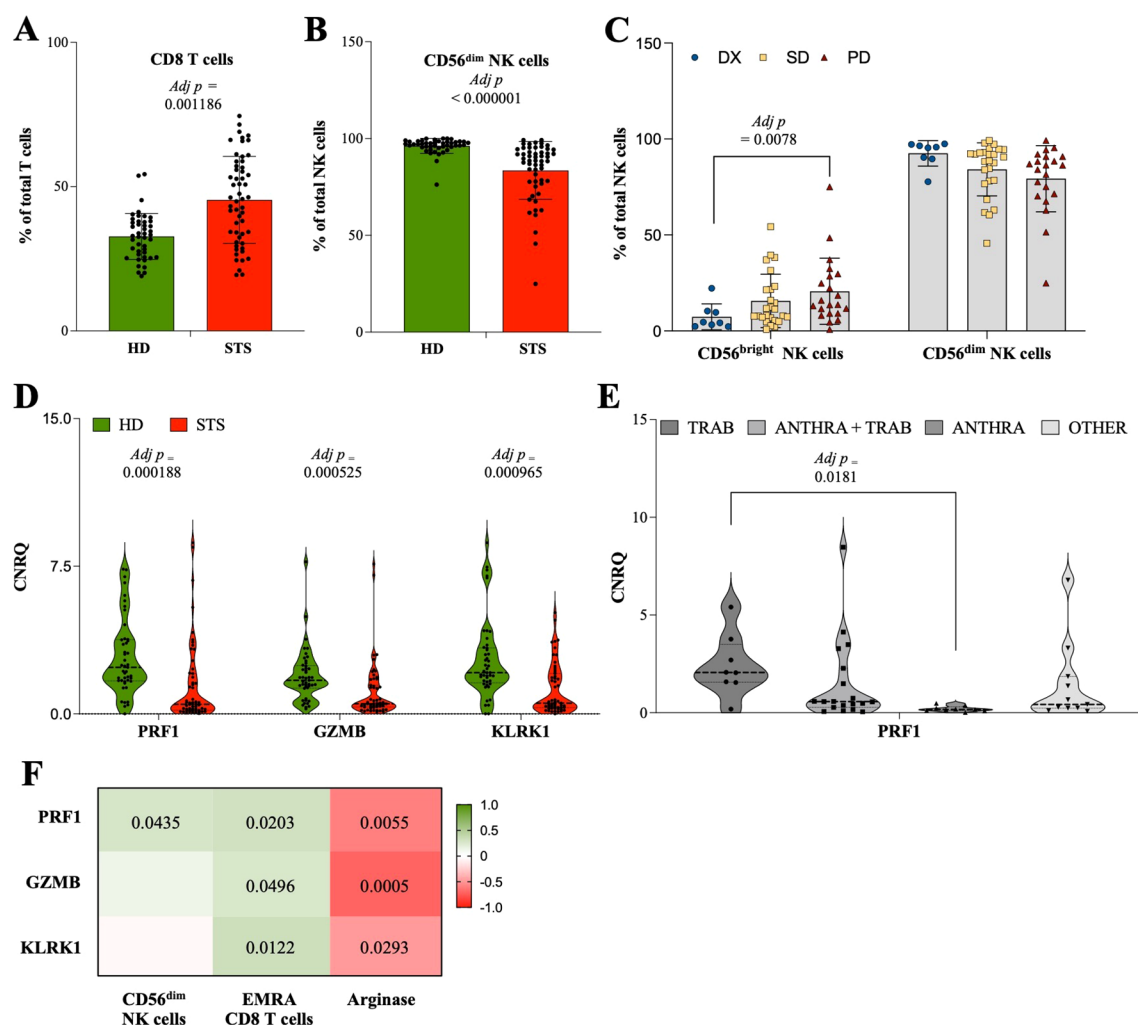 A
CD8 T cells
Adj p =
0.001186
100
50
0
% of total T cells
HD
STS
B
CD56dim NK cells
Adj p
< 0.000001
150
100
50
0
% of total NK cells
HD
STS
C
DX SD PD
Adj p
= 0.0078
150
100
50
0
% of total NK cells
CD56bright NK cells
CD56dim NK cells
D
HD STS
Adj p =
0.000188
Adj p =
0.000525
Adj p =
0.000965
15.0
7.5
0.0
CNRQ
PRF1
GZMB
KLRK1
E
TRAB ANTHRA + TRAB ANTHRA OTHER
Adj p =
0.0181
15
10
5
0
CNRQ
PRF1
F
PRF1 0.0435 0.0203 0.0055
GZMB 0.0496 0.0005
KLRK1 0.0122 0.0293
1.0
0.5
0
-0.5
-1.0
CD56dim
NK cells
EMRA
CD8 T cells
Arginase